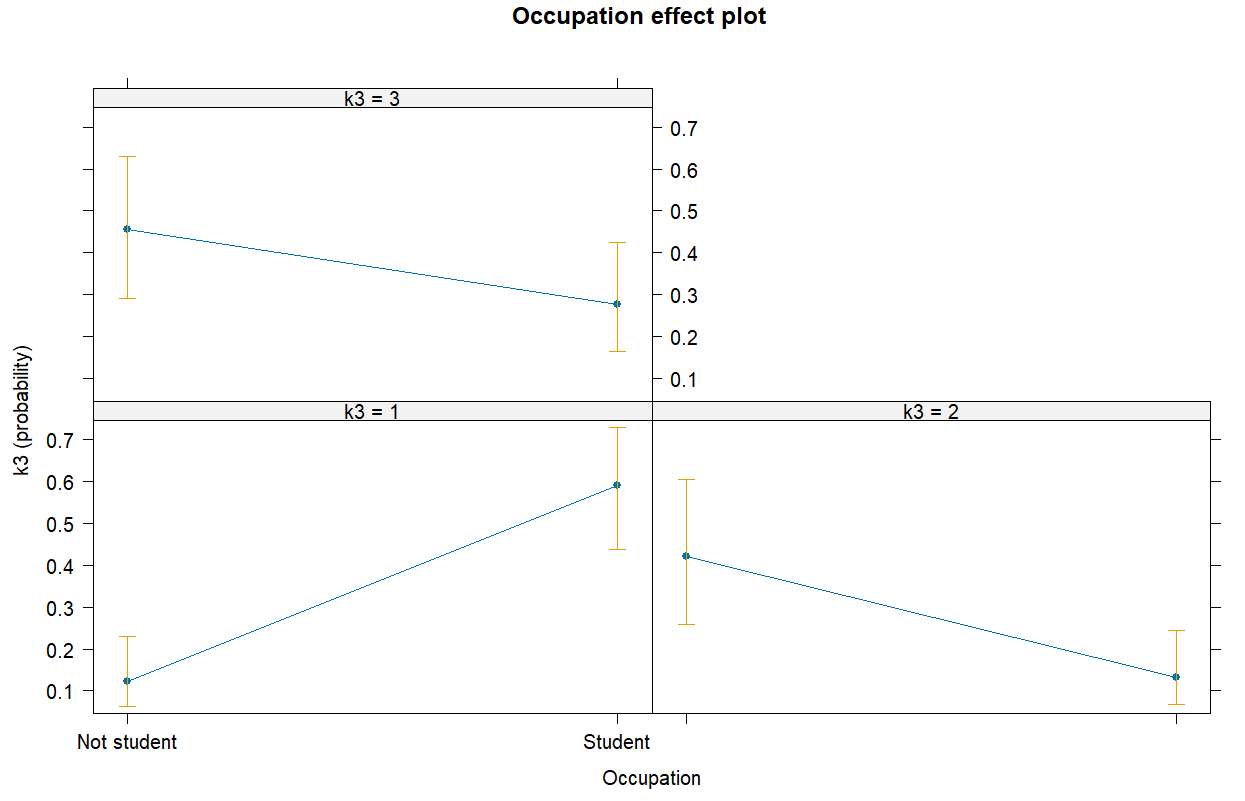 Occupation effect plot
k3 = 3
0.7
0.6
0.5
0.4
0.3
0.2
0.1
k3 (probability)
k3 = 1
k3 = 2
0.7
0.6
0.5
0.4
0.3
0.2
0.1
Not student
Student
Occupation